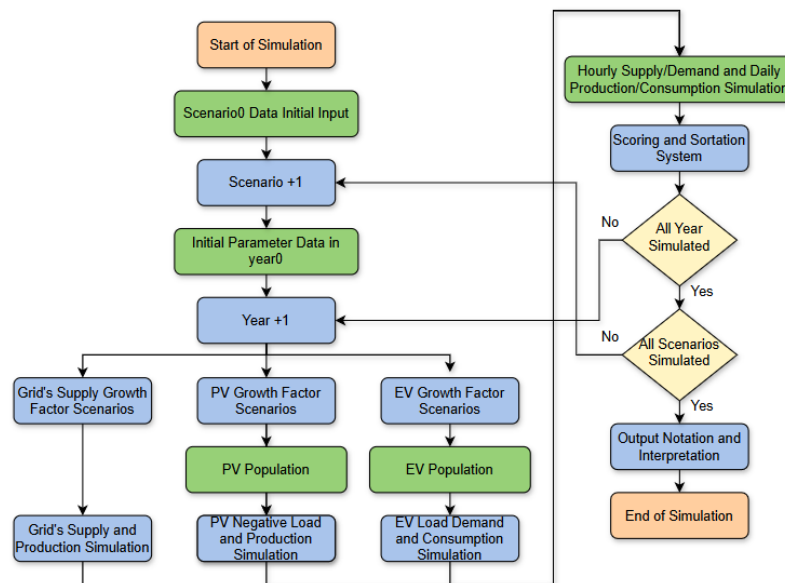 Start of Simulation
Scenario0 Data Initial Input
Scenario +1
Initial Parameter Data in
year0
Year +1
Grid's Supply Growth
Factor Scenarios
PV Growth Factor
Scenarios
EV Growth Factor
Scenarios
PV Population
EV Population
Grid's Supply and
Production Simulation
PV Negative Load
and Production
Simulation
EV Load Demand
and Consumption
Simulation
Hourly Supply/Demand and Daily
Production/Consumption Simulation
Scoring and Sortation
System
No
All Year
Simulated
Yes
No
All Scenarios
Simulated
Yes
Output Notation and
Interpretation
End of Simulation